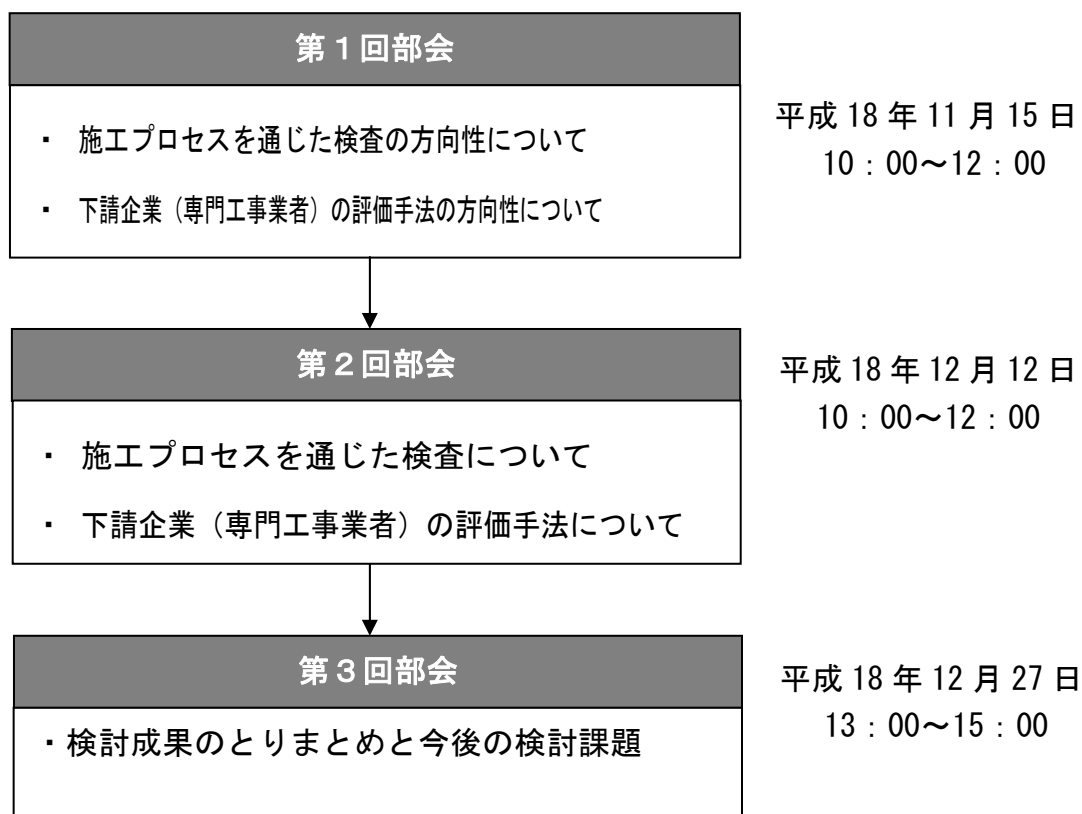 第１回部会
・ 施工プロセスを通じた検査の方向性について
・ 下請企業（専門工事業者）の評価手法の方向性について
平成 18 年 11 月 15 日
10：00～12：00
第２回部会
・ 施工プロセスを通じた検査について
・ 下請企業（専門工事業者）の評価手法について
平成 18 年 12 月 12 日
10：00～12：00
第３回部会
・検討成果のとりまとめと今後の検討課題
平成 18 年 12 月 27 日
13：00～15：00